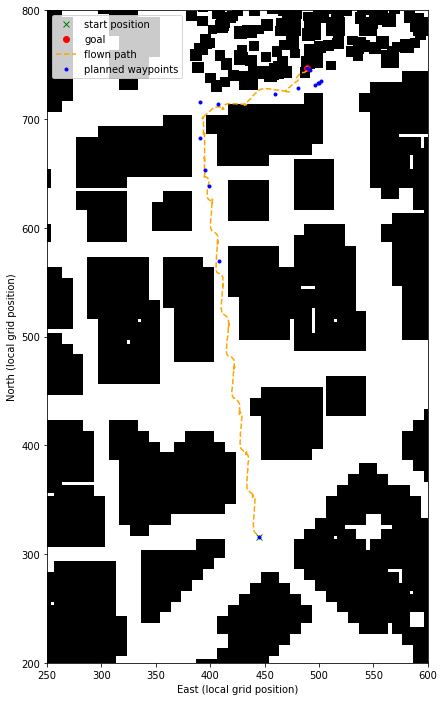 800
700
600
500
400
300
200
North (local grid position)
start position
goal
flown path
planned waypoints
250 300 350 400 450 500 550 600
East (local grid position)